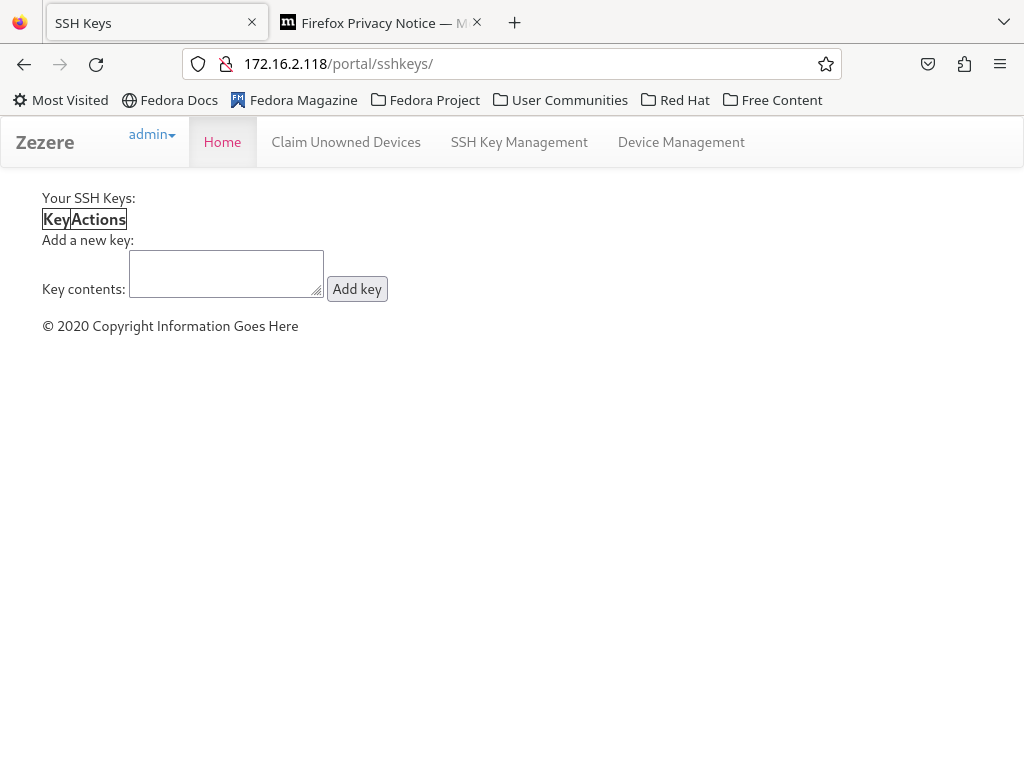 SSH Keys
Firefox Privacy Notice —
172.16.2.118/portal/sshkeys/
Most Visited Fedora Docs Fedora Magazine Fedora Project User Communities Red Hat Free Content
Zezere admin Home Claim Unowned Devices SSH Key Management Device Management
Your SSH Keys:
Key Actions
Add a new key:
Key contents: Add key
© 2020 Copyright Information Goes Here